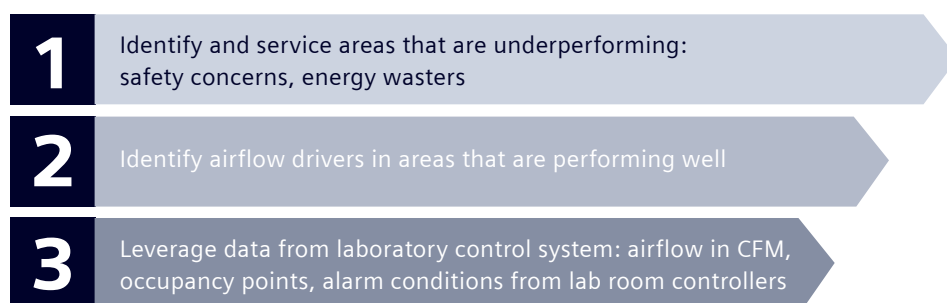 1
Identify and service areas that are underperforming:
safety concerns, energy wasters
2
Identify airflow drivers in areas that are performing well
3
Leverage data from laboratory control system: airflow in CFM,
occupancy points, alarm conditions from lab room controllers